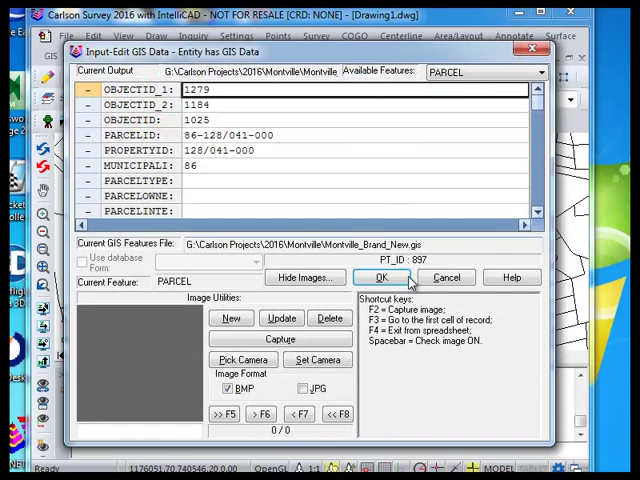 Carlson Survey 2016 with IntelliCAD - NOT FOR RESALE [CRD: NONE] - [Drawing1.dwg]
File Edit View Draw Inquiry Settings Points Survey COGO Centerline Area/Layout Annotate
GIS
Input-Edit GIS Data - Entity has GIS Data
Current Output G:\Carlson Projects\2016\Montville\Montville_ Available Features: PARCEL
OBJECTID_1: 1279
OBJECTID_2: 1184
OBJECTID: 1025
PARCELID: 86-128/041-000
PROPERTYID: 128/041-000
MUNICIPALI: 86
PARCELTYPE:
PARCELOWNE:
PARCELINTE:
Current GIS Features File: G:\Carlson Projects\2016\Montville\Montville_Brand_New.gis
Use database Form: PT_ID : 897
Current Feature: PARCEL Hide Images... OK Cancel Help
Image Utilities:
New Update Delete
Capture
Pick Camera Set Camera
Image Format
BMP JPG
>> F5 > F6 < F7 << F8
0 / 0
Shortcut keys:
F2 = Capture image;
F3 = Go to the first cell of record;
F4 = Exit from spreadsheet;
Spacebar = Check image ON.
Ready 1176051.70,740546.20,0.00 OpenGL 1:1 MODEL TABLET